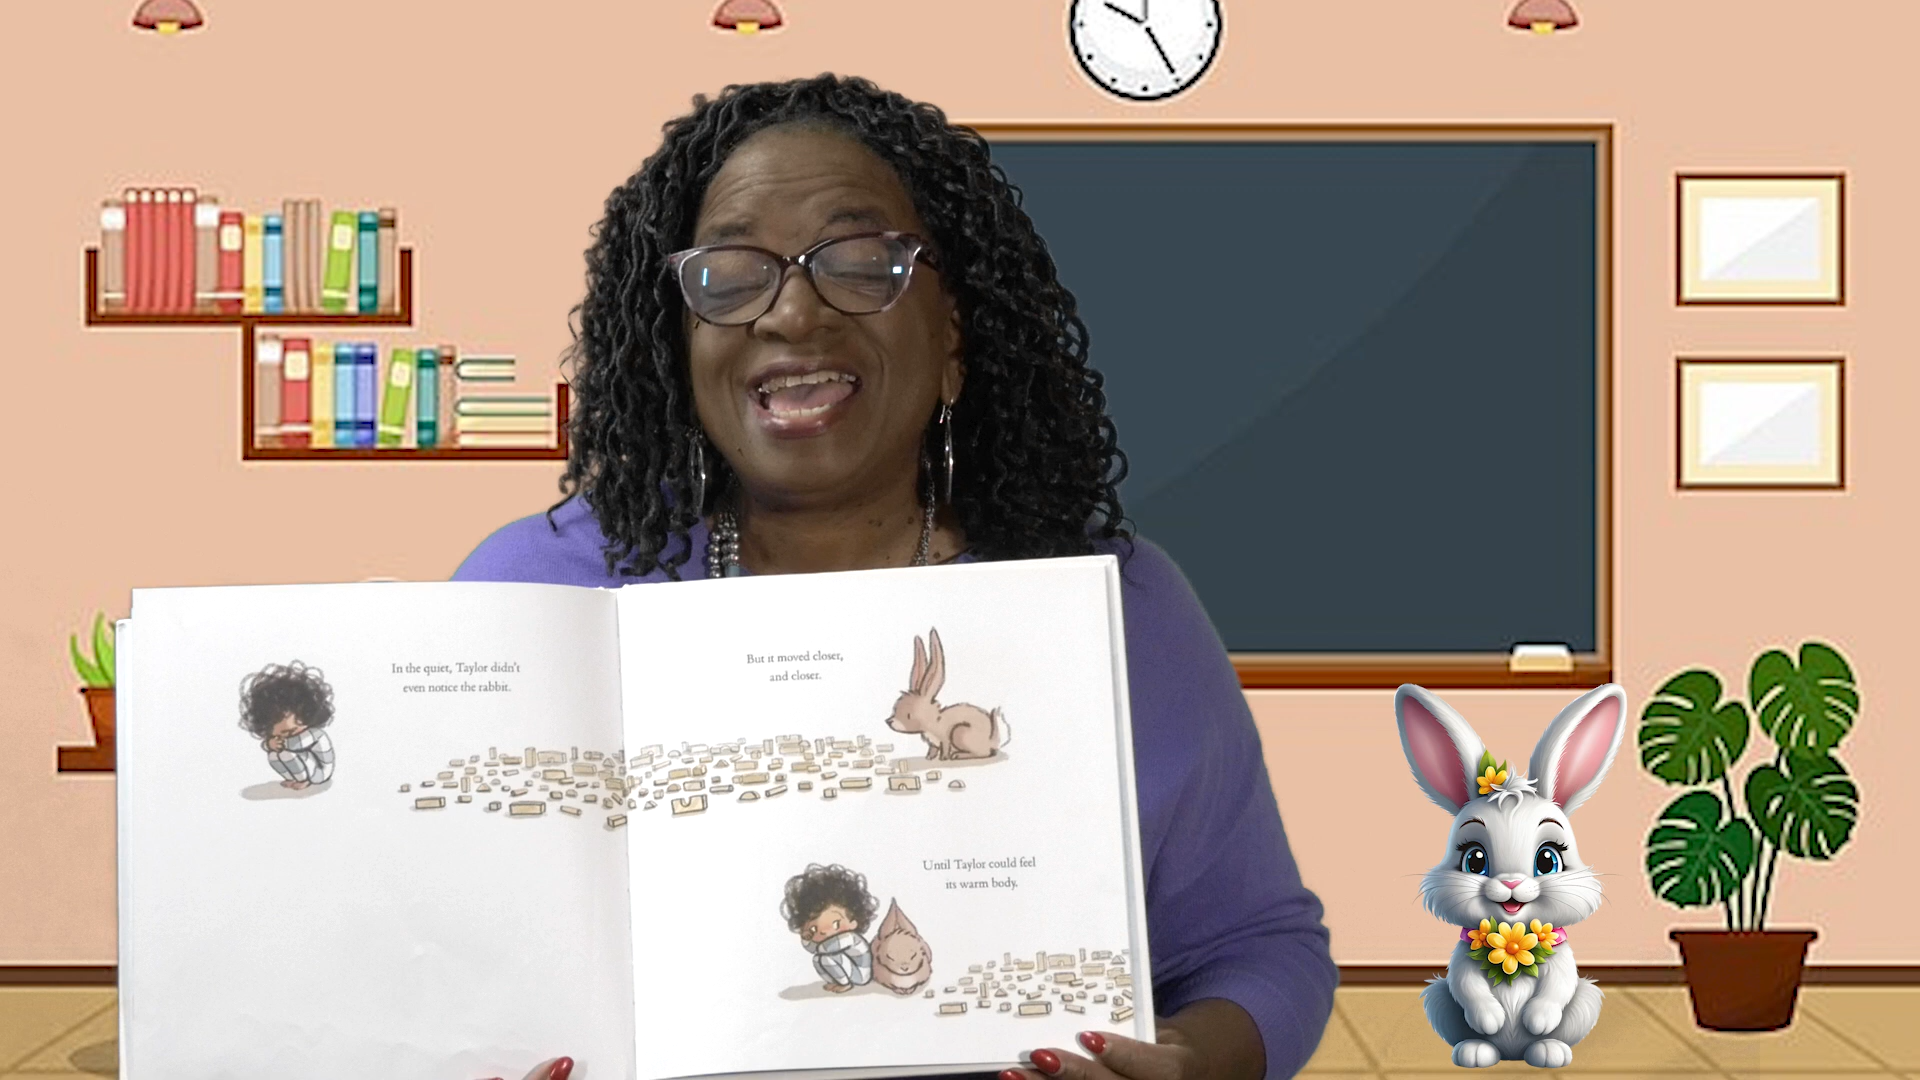 In the quiet, Taylor didn't
even notice the rabbit.
But it moved closer,
and closer.
Until Taylor could feel
its warm body.